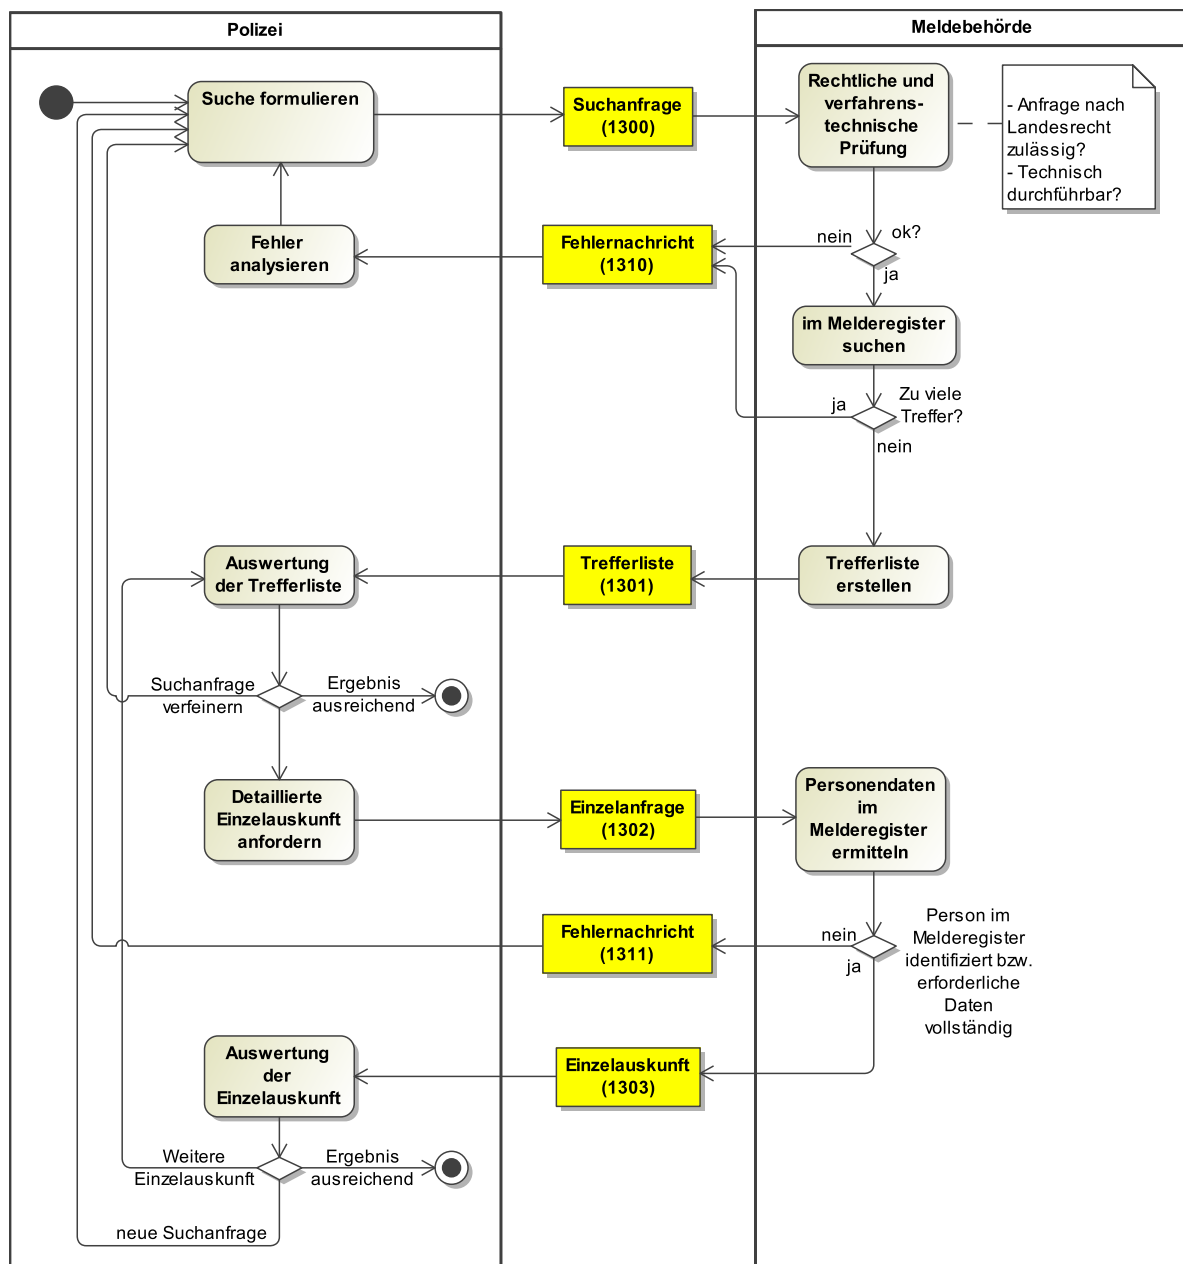 Polizei
Meldebehörde
Suche formulieren
Suchanfrage
(1300)
Rechtliche und
verfahrens-
technische
Prüfung
- Anfrage nach
Landesrecht
zulässig?
- Technisch
durchführbar?
Fehler
analysieren
Fehlernachricht
(1310)
nein
ok?
ja
im Melderegister
suchen
ja
Zu viele
Treffer?
nein
Auswertung
der Trefferliste
Trefferliste
(1301)
Trefferliste
erstellen
Suchanfrage
verfeinern
Ergebnis
ausreichend
Detaillierte
Einzelauskunft
anfordern
Einzelanfrage
(1302)
Personendaten
im
Melderegister
ermitteln
Fehlernachricht
(1311)
nein
ja
Person im
Melderegister
identifiziert bzw.
erforderliche
Daten
vollständig
Auswertung
der
Einzelauskunft
Einzelauskunft
(1303)
Weitere
Einzelauskunft
Ergebnis
ausreichend
neue Suchanfrage